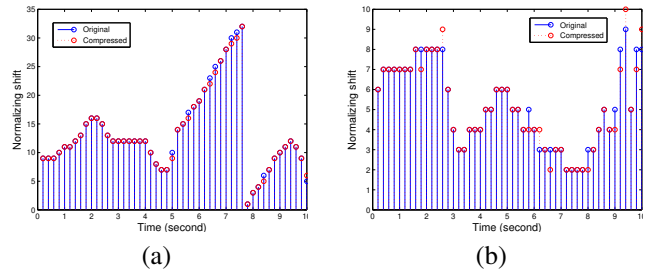 35
30
25
20
15
10
5
0
Normalizing shift
Original
Compressed
0 1 2 3 4 5 6 7 8 9 10
Time (second)
(a)
10
9
8
7
6
5
4
3
2
1
0
Normalizing shift
Original
Compressed
0 1 2 3 4 5 6 7 8 9 10
Time (second)
(b)